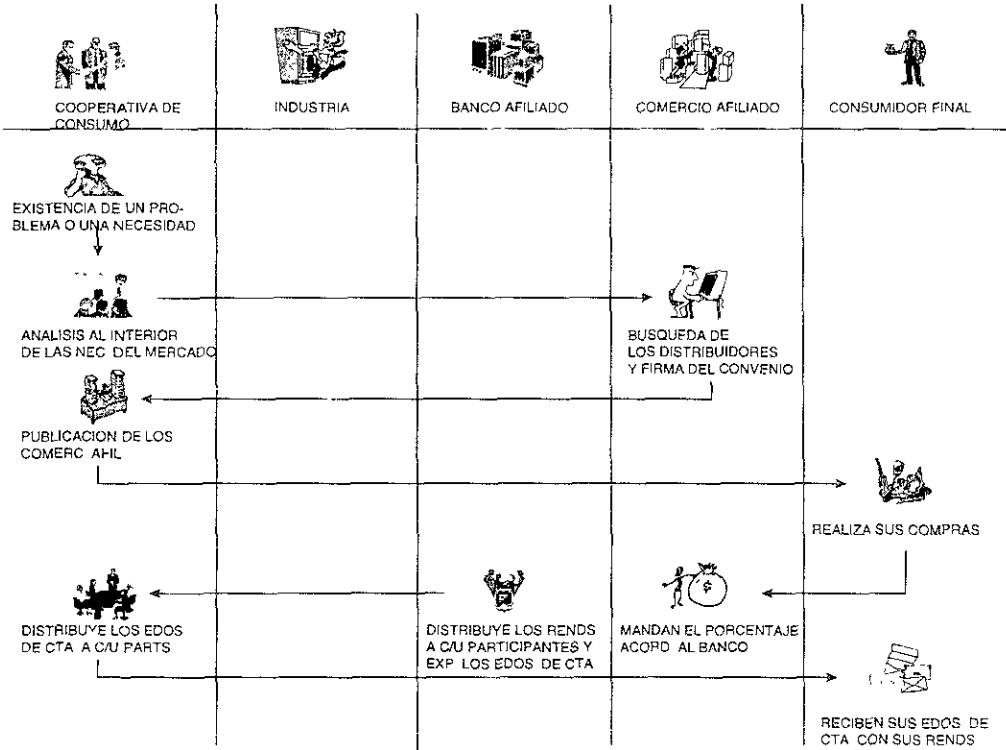 COOPERATIVA DE
CONSUMO
INDUSTRIA
BANCO AFILIADO
COMERCIO AFILIADO
CONSUMIDOR FINAL
EXISTENCIA DE UN PRO-
BLEMA O UNA NECESIDAD
ANALISIS AL INTERIOR
DE LAS NEC DEL MERCADO
BUSQUEDA DE
LOS DISTRIBUIDORES
Y FIRMA DEL CONVENIO
PUBLICACION DE LOS
COMERC AHIL
REALIZA SUS COMPRAS
$
DISTRIBUYE LOS EDOS
DE CTA A C/U PARTS
DISTRIBUYE LOS RENDS
A C/U PARTICIPANTES Y
EXP LOS EDOS DE CTA
MANDAN EL PORCENTAJE
ACORD AL BANCO
RECIBEN SUS EDOS DE
CTA CON SUS RENDS